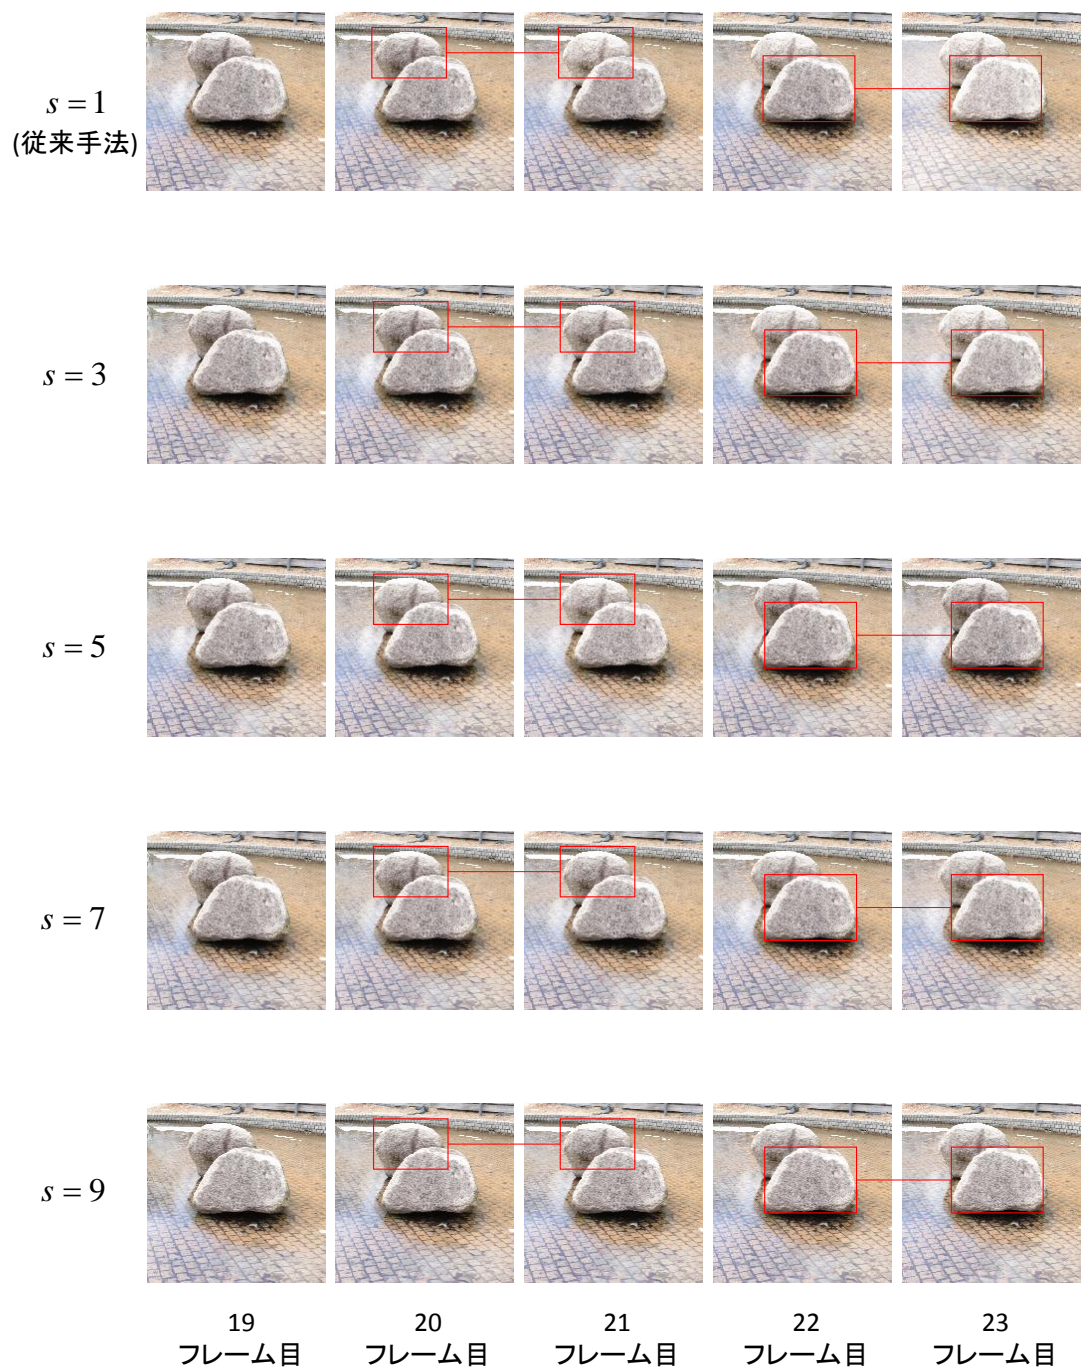 s = 1
(従来手法)
s = 3
s = 5
s = 7
s = 9
19
フレーム目
20
フレーム目
21
フレーム目
22
フレーム目
23
フレーム目